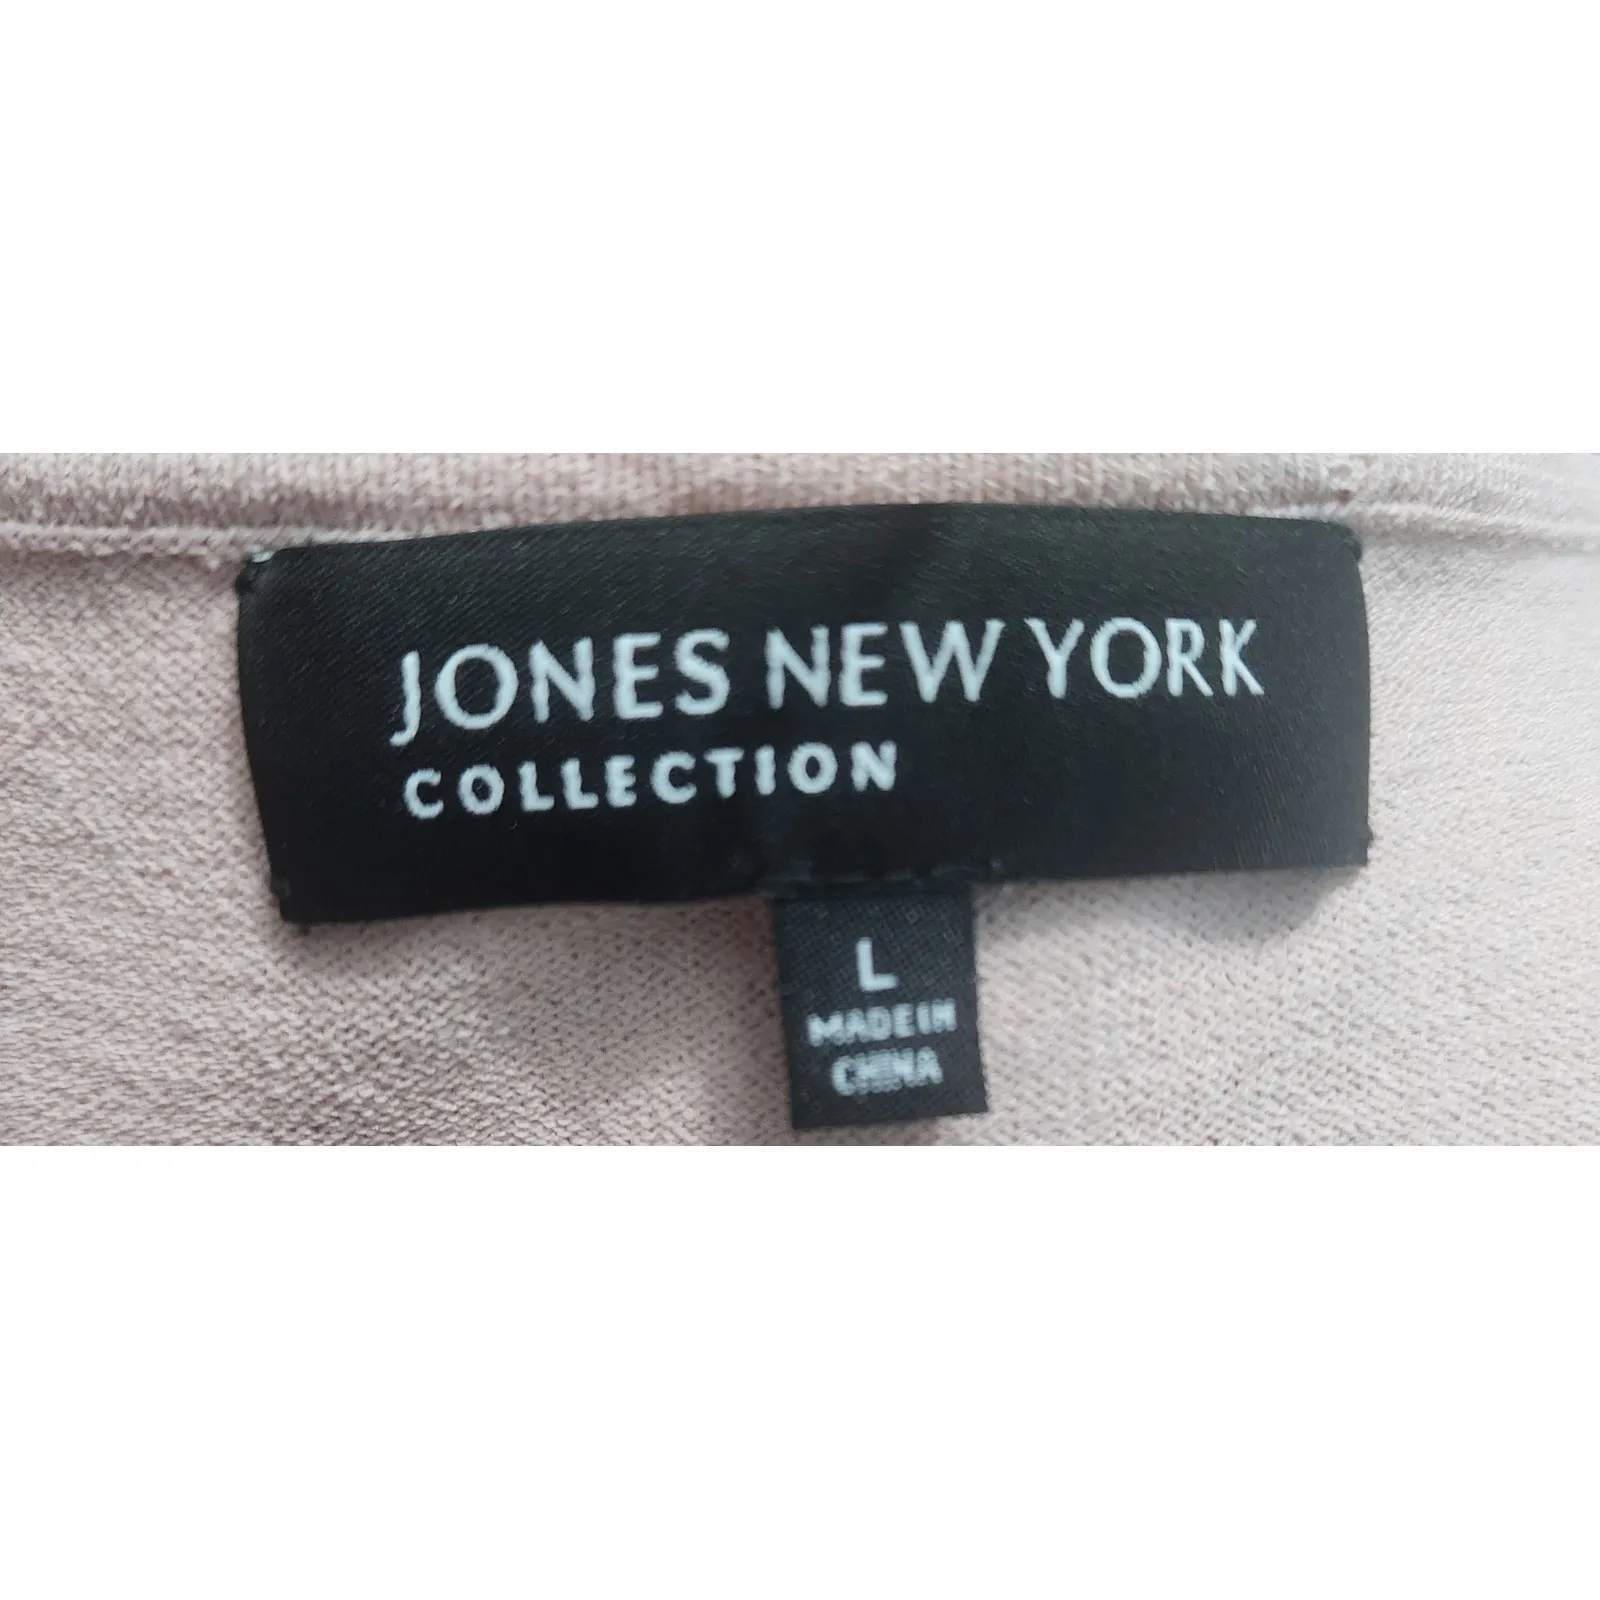 JONES NEW YORK
COLLECTION
L
MADE IN
CHINA